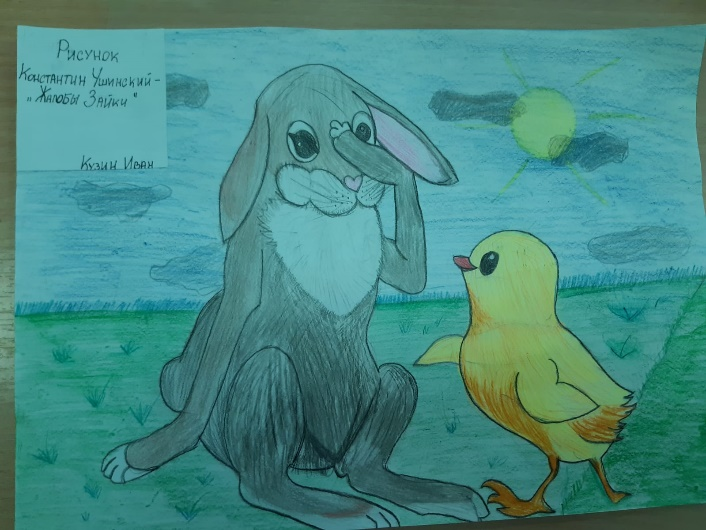 Рисунок
Константин Ушинский -
"Жалобы Зайки"
Кузин Иван